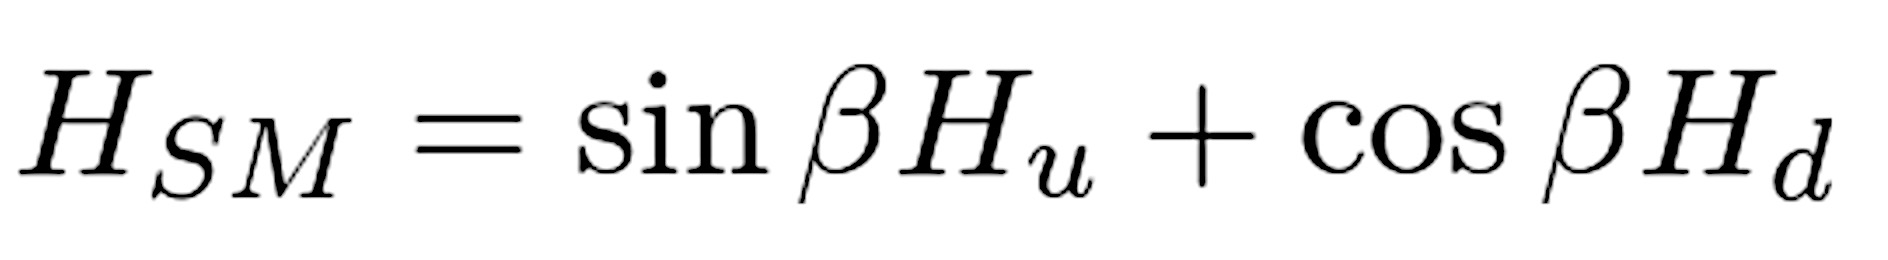 H_{SM} = \sin \beta H_u + \cos \beta H_d